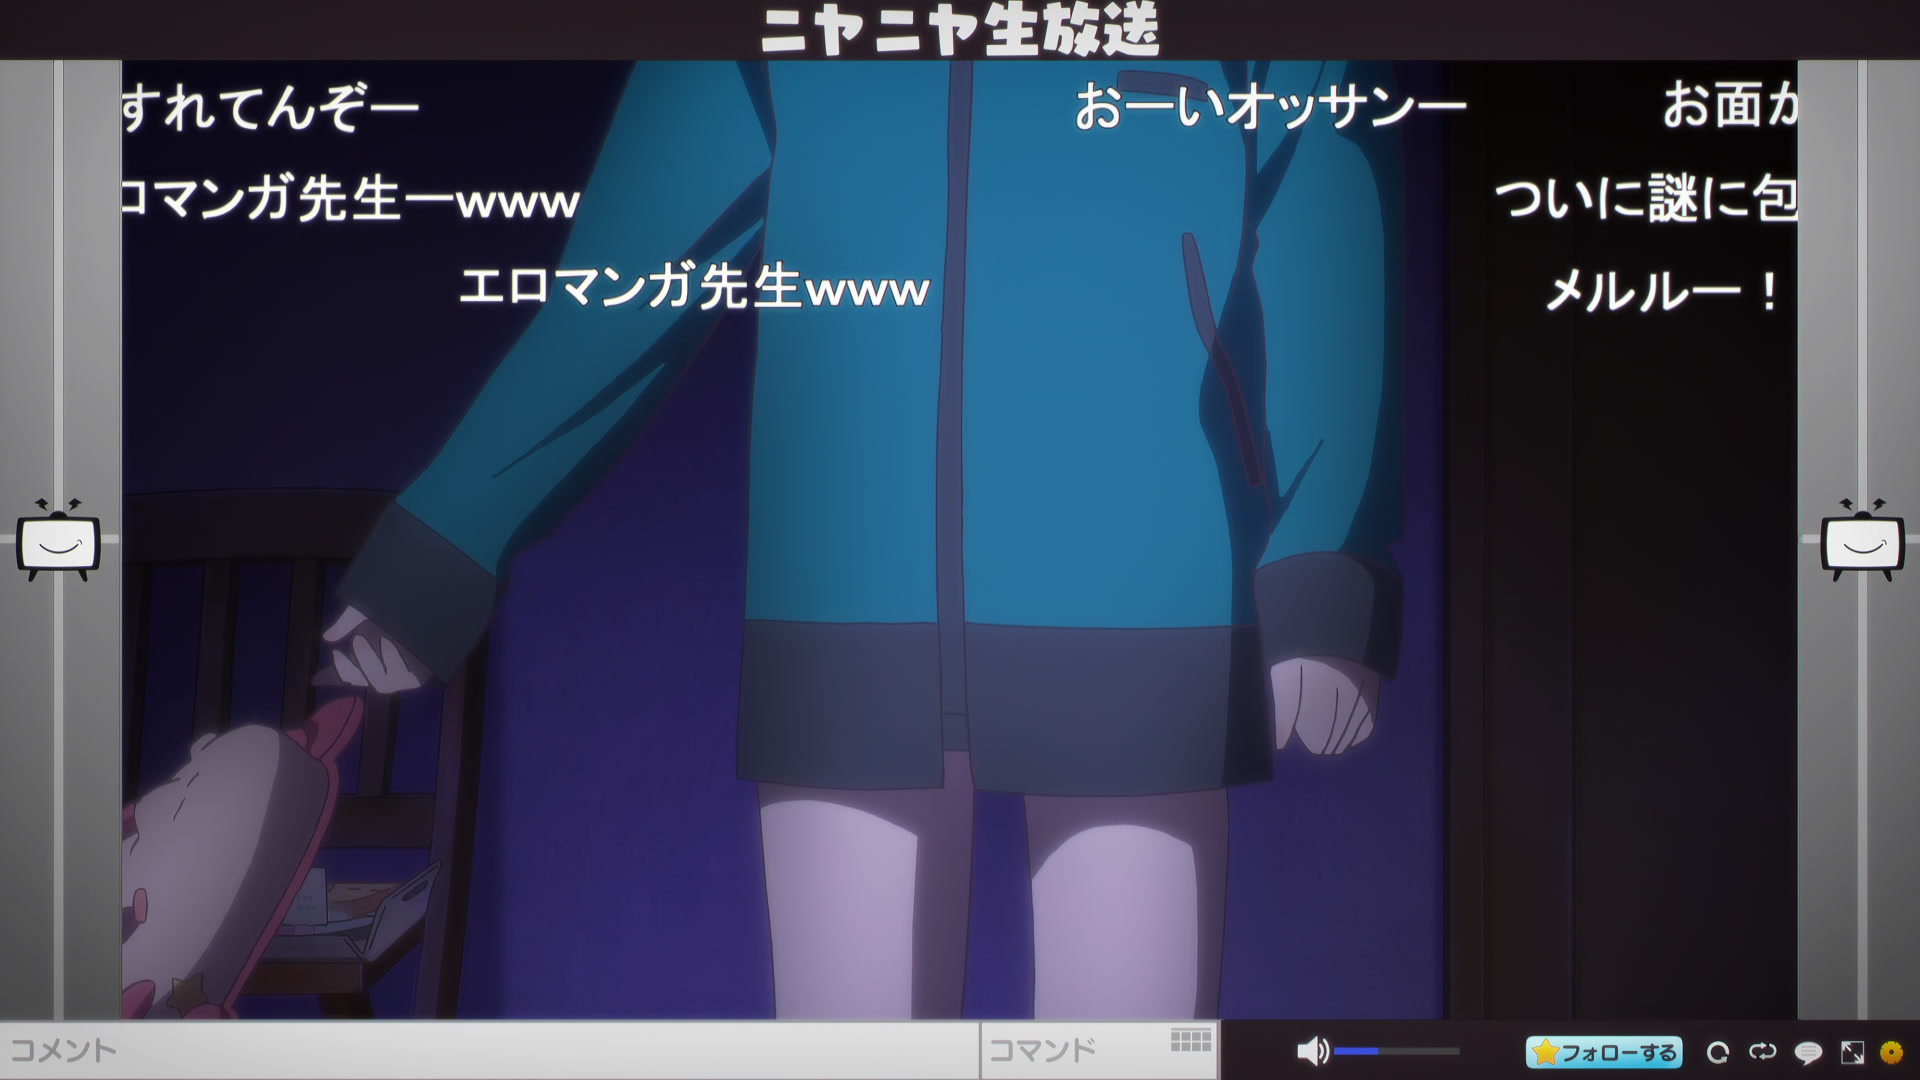 ニヤニヤ生放送
すれてんぞー
おーいオッサンー
お面か
ロマンガ先生ーwww
ついに謎に包
エロマンガ先生www
メルルー！
コメント
コマンド
フォローする